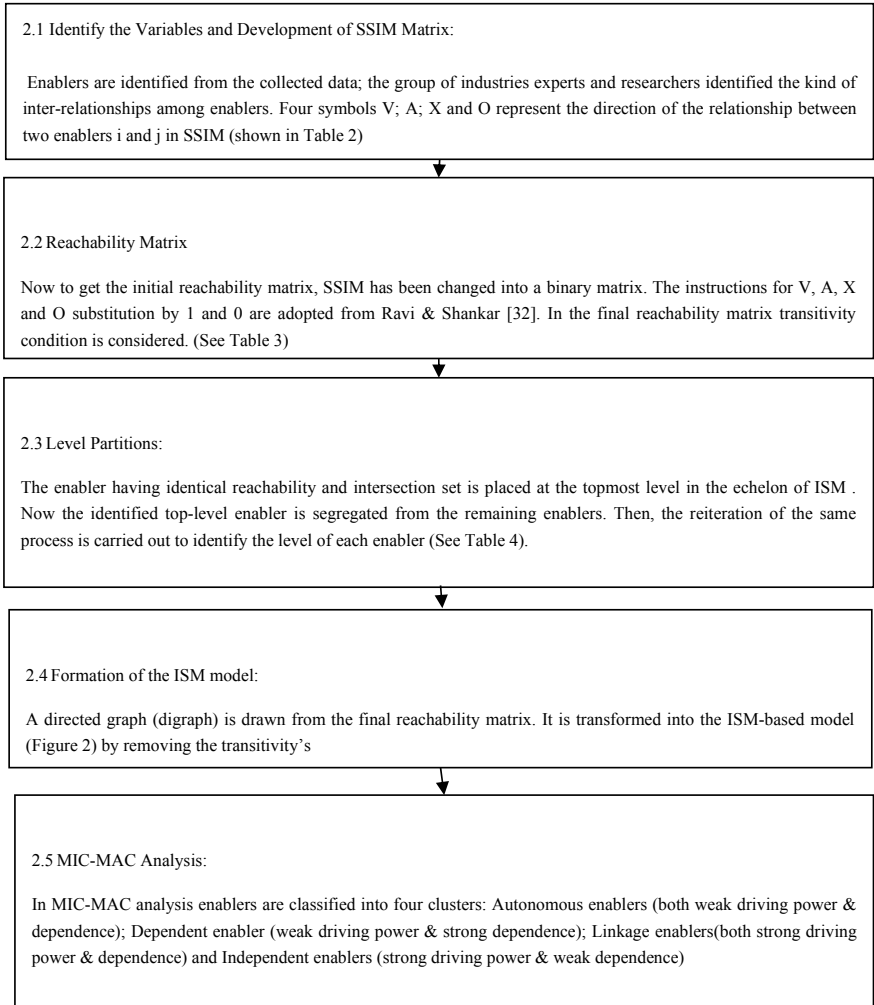 2.1 Identify the Variables and Development of SSIM Matrix:
Enablers are identified from the collected data; the group of industries experts and researchers identified the kind of
inter-relationships among enablers. Four symbols V; A; X and O represent the direction of the relationship between
two enablers i and j in SSIM (shown in Table 2)
2.2 Reachability Matrix
Now to get the initial reachability matrix, SSIM has been changed into a binary matrix. The instructions for V, A, X
and O substitution by 1 and 0 are adopted from Ravi & Shankar [32]. In the final reachability matrix transitivity
condition is considered. (See Table 3)
2.3 Level Partitions:
The enabler having identical reachability and intersection set is placed at the topmost level in the echelon of ISM .
Now the identified top-level enabler is segregated from the remaining enablers. Then, the reiteration of the same
process is carried out to identify the level of each enabler (See Table 4).
2.4 Formation of the ISM model:
A directed graph (digraph) is drawn from the final reachability matrix. It is transformed into the ISM-based model
(Figure 2) by removing the transitivity’s
2.5 MIC-MAC Analysis:
In MIC-MAC analysis enablers are classified into four clusters: Autonomous enablers (both weak driving power &
dependence); Dependent enabler (weak driving power & strong dependence); Linkage enablers(both strong driving
power & dependence) and Independent enablers (strong driving power & weak dependence)